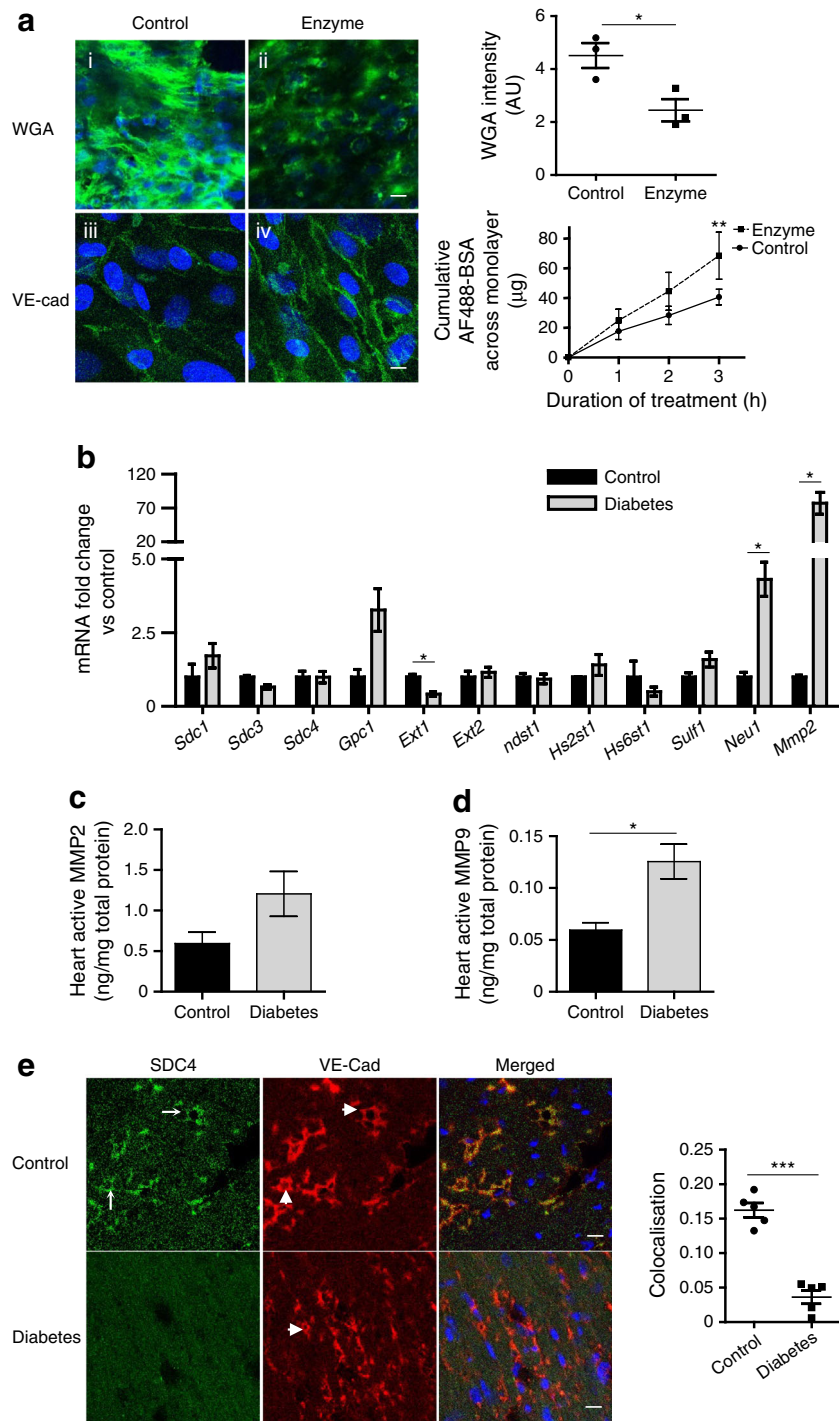 a
Control
Enzyme
WGA
VE-cad
i
ii
iii
iv
WGA intensity
(AU)
6
4
2
0
*
Control
Enzyme
Cumulative
AF488-BSA
across monolayer
(µg)
80
60
40
20
0
**
Enzyme
Control
0
1
2
3
Duration of treatment (h)
b
mRNA fold change
vs control
120
70
20
5.0
2.5
0
Control
Diabetes
*
*
*
Sdc1
Sdc3
Sdc4
Gpc1
Ext1
Ext2
ndst1
Hs2st1
Hs6st1
Sulf1
Neu1
Mmp2
c
Heart active MMP2
(ng/mg total protein)
2.0
1.5
1.0
0.5
0
Control
Diabetes
d
Heart active MMP9
(ng/mg total protein)
0.15
0.10
0.05
0
*
Control
Diabetes
e
SDC4
VE-Cad
Merged
Control
Diabetes
Colocalisation
0.25
0.20
0.15
0.10
0.05
0
***
Control
Diabetes